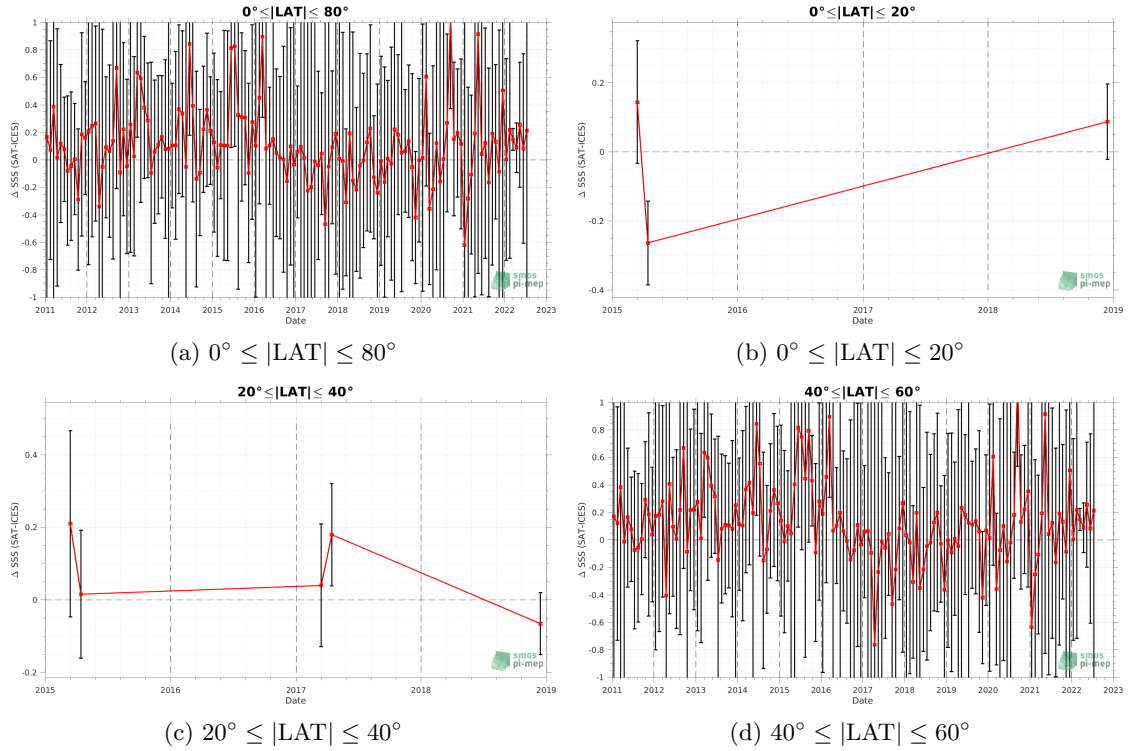 0°≤|LAT|≤ 80°
Δ SSS (SAT-ICES)
1
0.8
0.6
0.4
0.2
0
-0.2
-0.4
-0.6
-0.8
-1
2011 2012 2013 2014 2015 2016 2017 2018 2019 2020 2021 2022 2023
Date
smos
pi-mep
(a) 0° ≤ |LAT| ≤ 80°
0°≤|LAT|≤ 20°
Δ SSS (SAT-ICES)
0.2
0
-0.2
-0.4
2015 2016 2017 2018 2019
Date
smos
pi-mep
(b) 0° ≤ |LAT| ≤ 20°
20°≤|LAT|≤ 40°
Δ SSS (SAT-ICES)
0.4
0.2
0
-0.2
2015 2016 2017 2018 2019
Date
smos
pi-mep
(c) 20° ≤ |LAT| ≤ 40°
40°≤|LAT|≤ 60°
Δ SSS (SAT-ICES)
1
0.8
0.6
0.4
0.2
0
-0.2
-0.4
-0.6
-0.8
-1
2011 2012 2013 2014 2015 2016 2017 2018 2019 2020 2021 2022 2023
Date
smos
pi-mep
(d) 40° ≤ |LAT| ≤ 60°